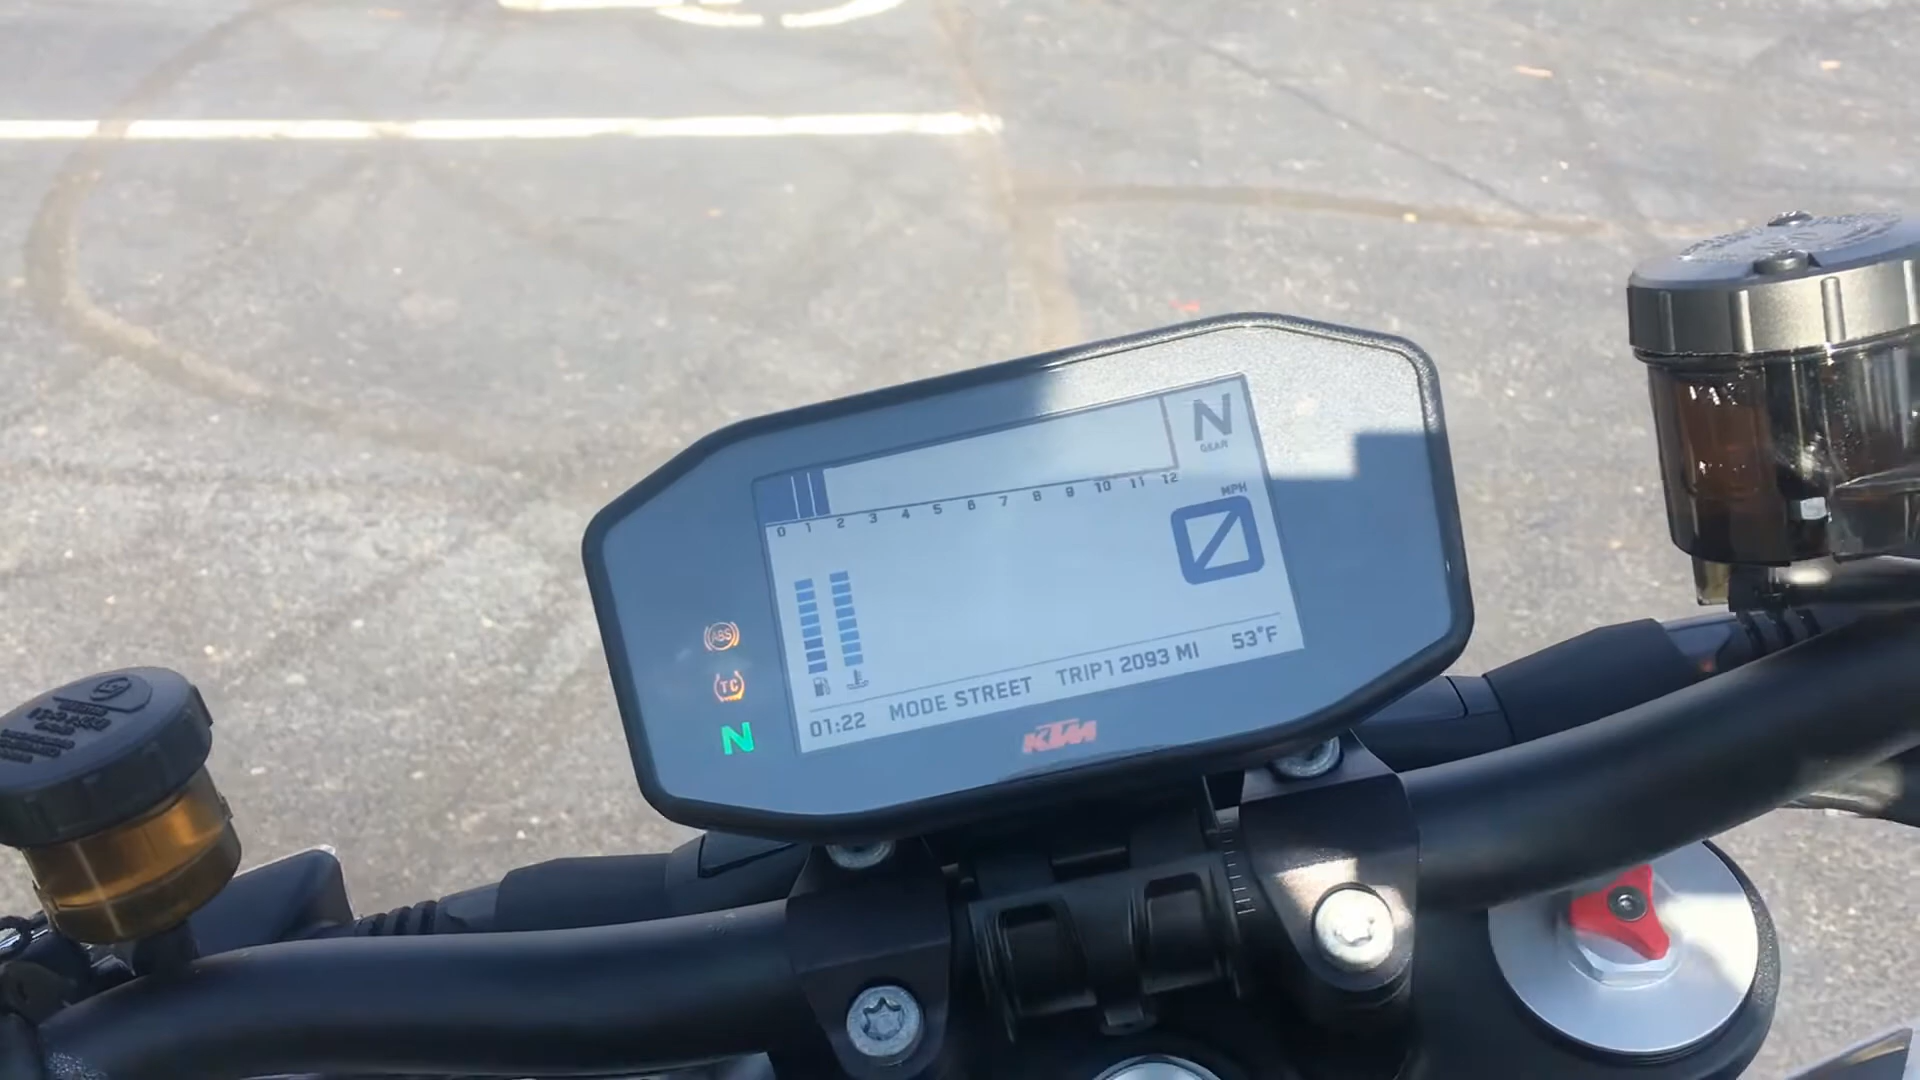 N
GEAR
0 1 2 3 4 5 6 7 8 9 10 11 12
MPH
0
ABS
TC
N
01:22 MODE STREET TRIP1 2093 MI 53°F
KTM